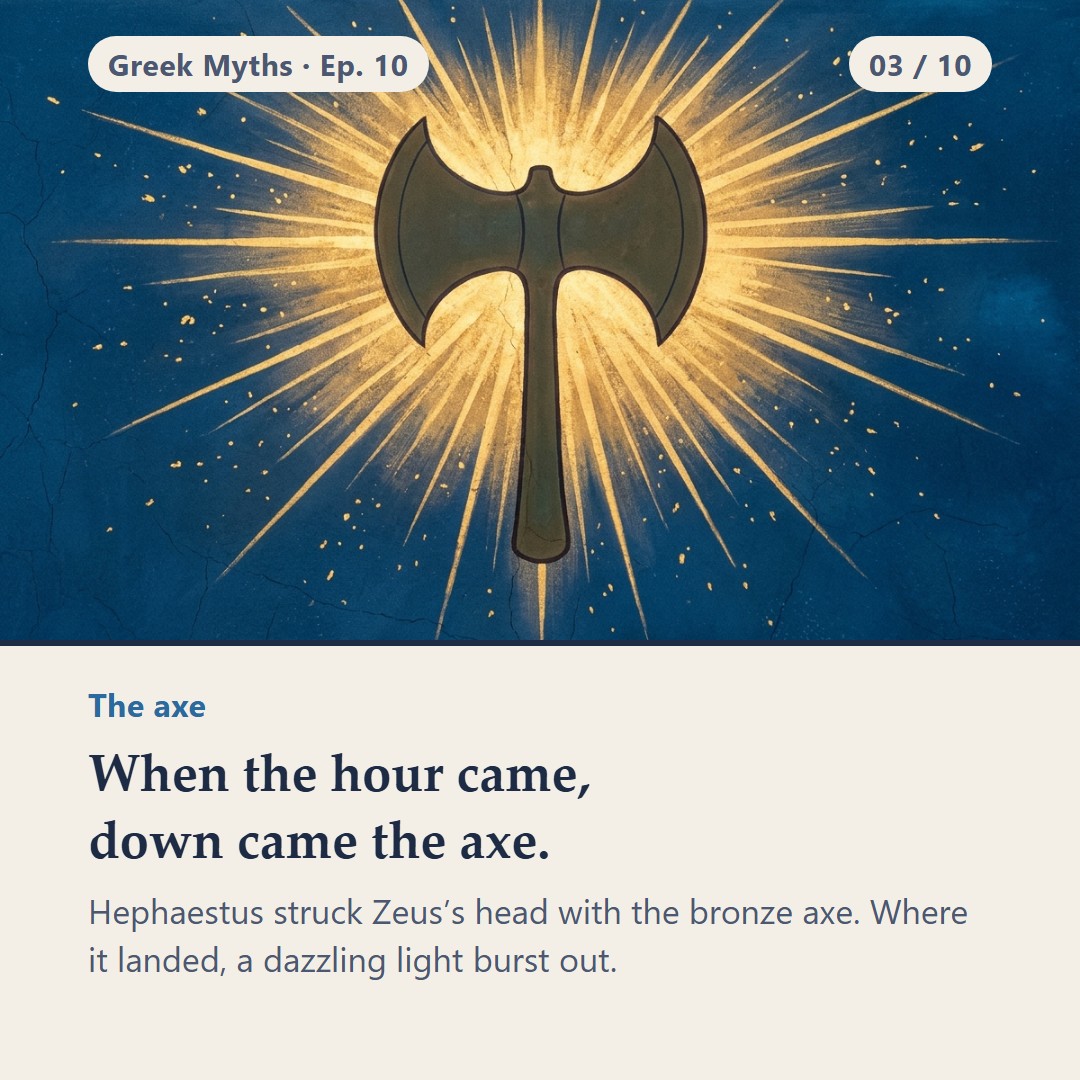 Greek Myths · Ep. 10
03 / 10
The axe
When the hour came,
down came the axe.
Hephaestus struck Zeus’s head with the bronze axe. Where
it landed, a dazzling light burst out.